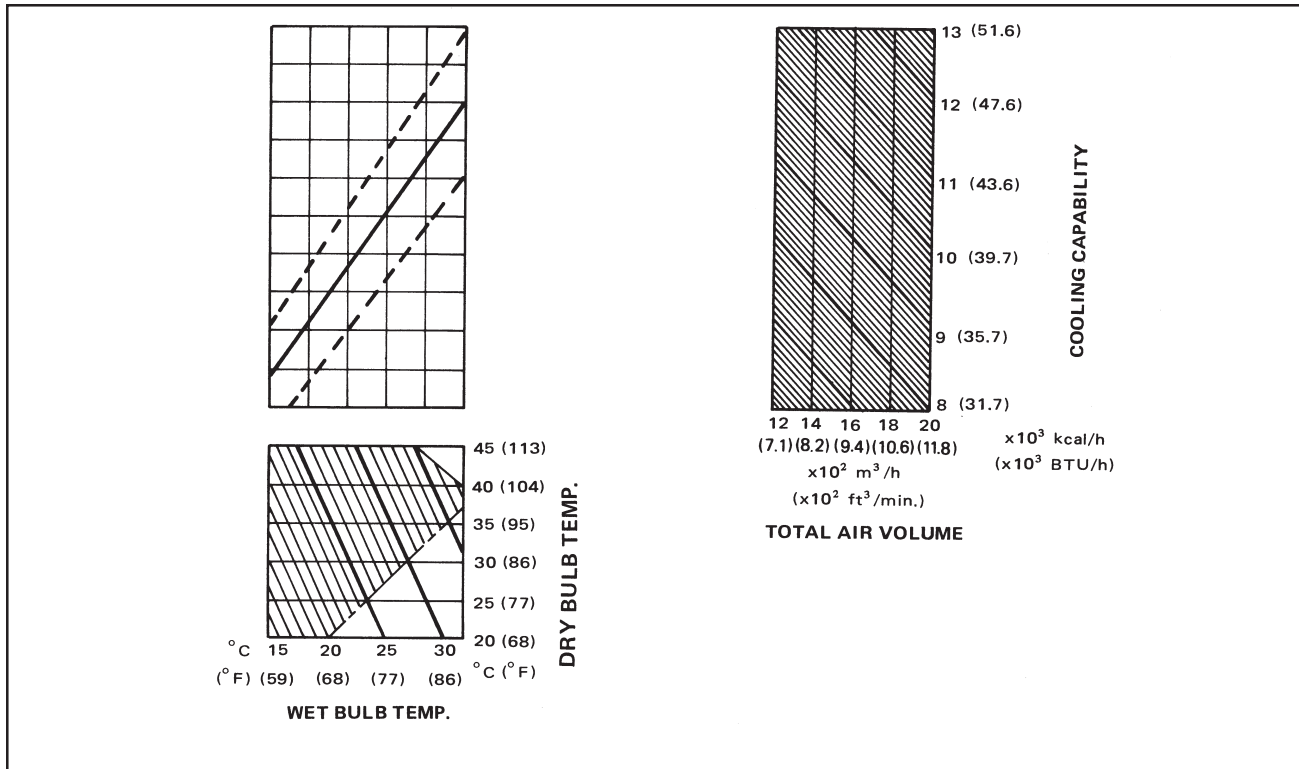 13 (51.6)
12 (47.6)
11 (43.6)
10 (39.7)
9 (35.7)
8 (31.7)
COOLING CAPABILITY
12 14 16 18 20
(7.1) (8.2) (9.4) (10.6) (11.8)
x10³ kcal/h
(x10³ BTU/h)
x10² m³/h
(x10² ft³/min.)
TOTAL AIR VOLUME
45 (113)
40 (104)
35 (95)
30 (86)
25 (77)
20 (68)
°C (°F)
DRY BULB TEMP.
°C 15 20 25 30
(°F) (59) (68) (77) (86)
WET BULB TEMP.